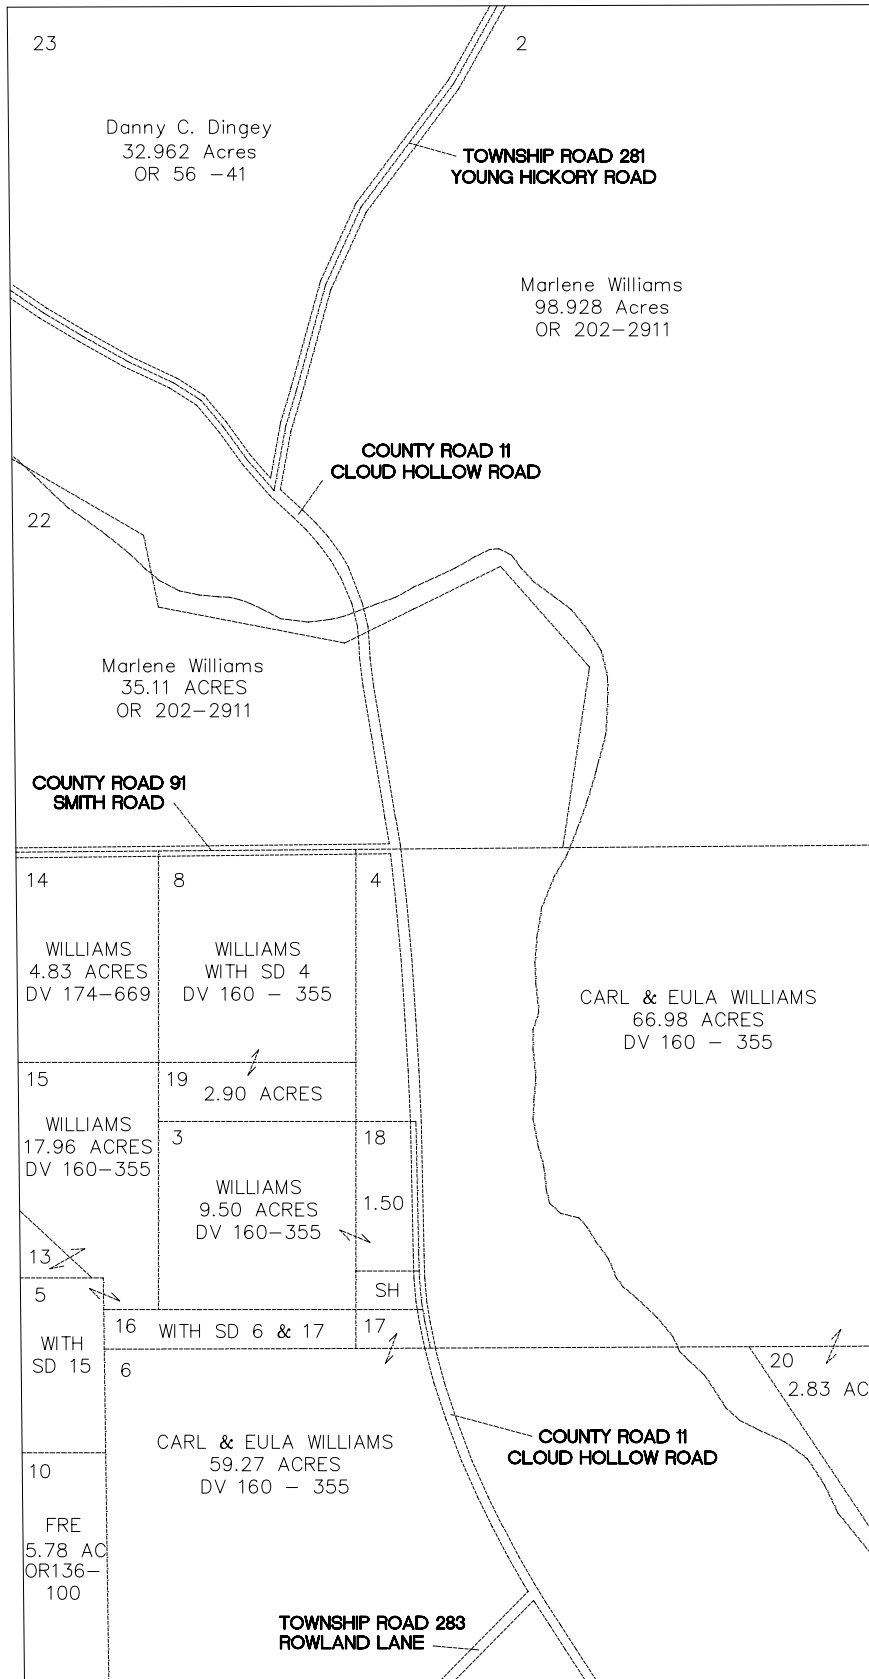 23
2
Danny C. Dingey
32.962 Acres
OR 56 -41
TOWNSHIP ROAD 281
YOUNG HICKORY ROAD
Marlene Williams
98.928 Acres
OR 202-2911
COUNTY ROAD 11
CLOUD HOLLOW ROAD
22
Marlene Williams
35.11 ACRES
OR 202-2911
COUNTY ROAD 91
SMITH ROAD
14
8
4
WILLIAMS
4.83 ACRES
DV 174-669
WILLIAMS
WITH SD 4
DV 160 - 355
CARL & EULA WILLIAMS
66.98 ACRES
DV 160 - 355
15
19
2.90 ACRES
WILLIAMS
17.96 ACRES
DV 160-355
3
18
WILLIAMS
9.50 ACRES
DV 160-355
1.50
13
5
SH
16
WITH SD 6 & 17
17
WITH
SD 15
6
20
2.83 AC
CARL & EULA WILLIAMS
59.27 ACRES
DV 160 - 355
COUNTY ROAD 11
CLOUD HOLLOW ROAD
10
FRE
5.78 AC
OR136-
100
TOWNSHIP ROAD 283
ROWLAND LANE